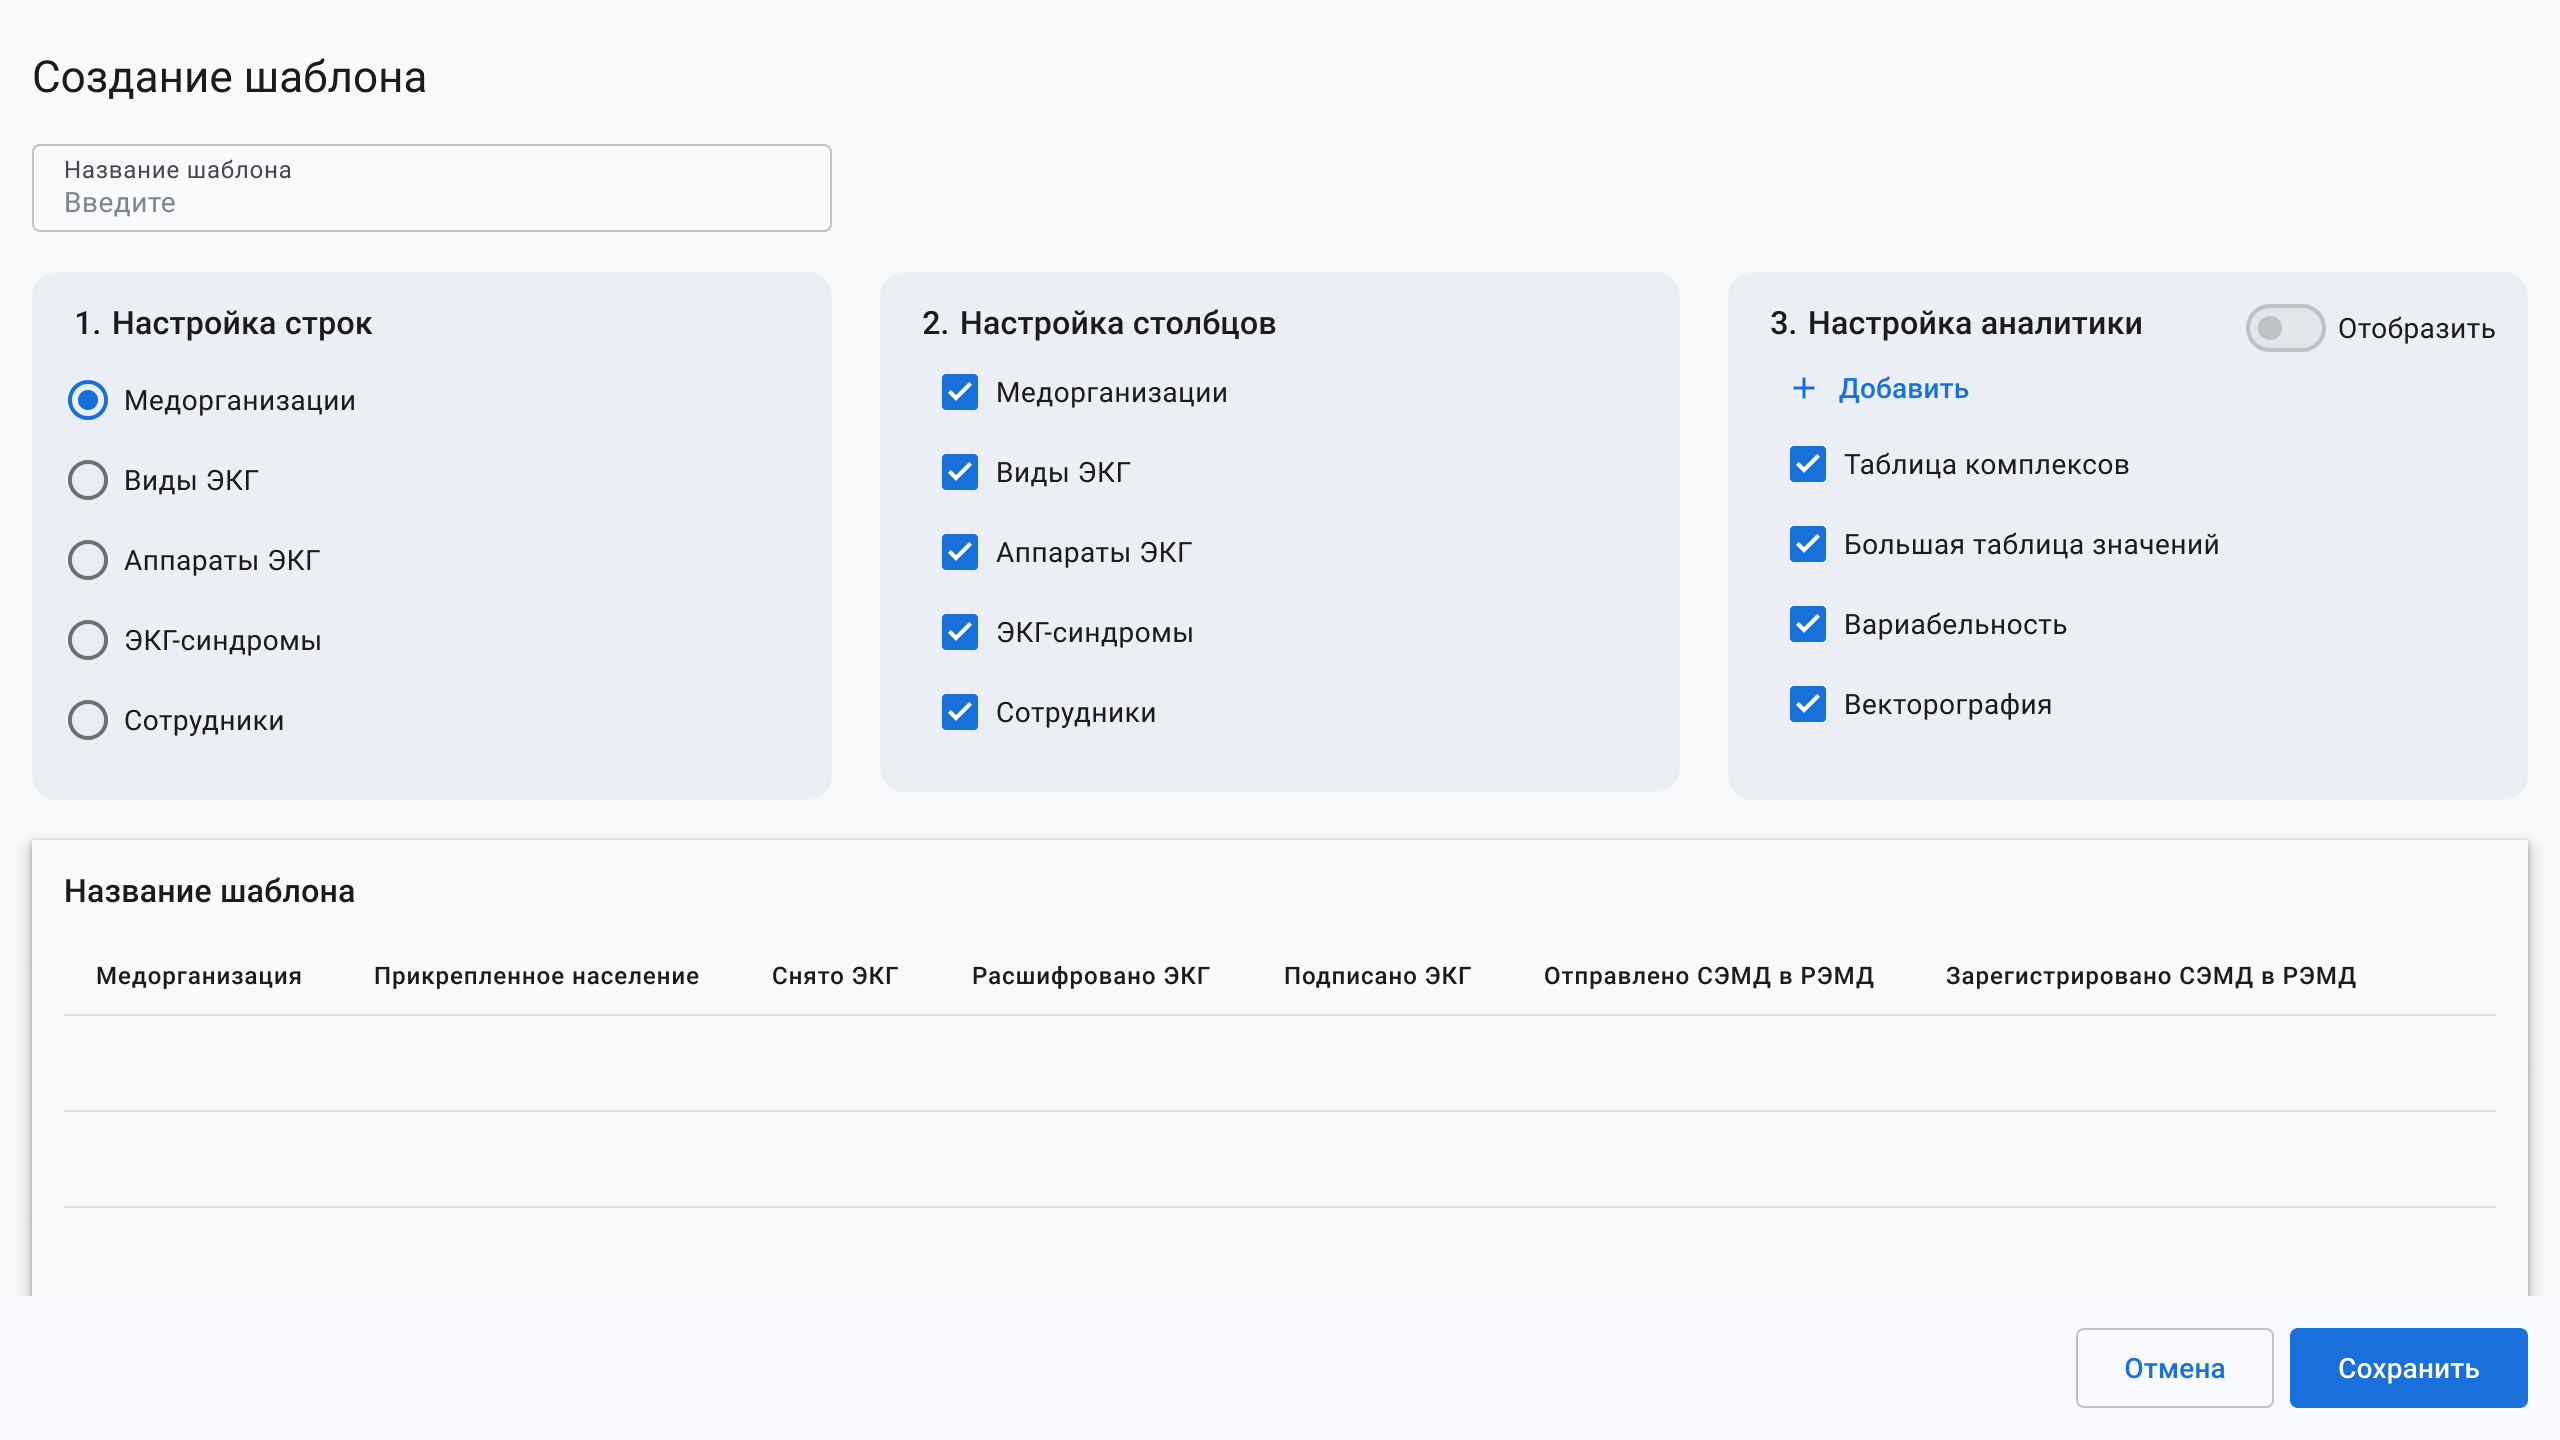 Создание шаблона
Название шаблона
Введите
1. Настройка строк
Медорганизации
Виды ЭКГ
Аппараты ЭКГ
ЭКГ-синдромы
Сотрудники
2. Настройка столбцов
Медорганизации
Виды ЭКГ
Аппараты ЭКГ
ЭКГ-синдромы
Сотрудники
3. Настройка аналитики
Отобразить
+ Добавить
Таблица комплексов
Большая таблица значений
Вариабельность
Векторография
Название шаблона
Медорганизация Прикрепленное население Снято ЭКГ Расшифровано ЭКГ Подписано ЭКГ Отправлено СЭМД в РЭМД Зарегистрировано СЭМД в РЭМД
Отмена Сохранить